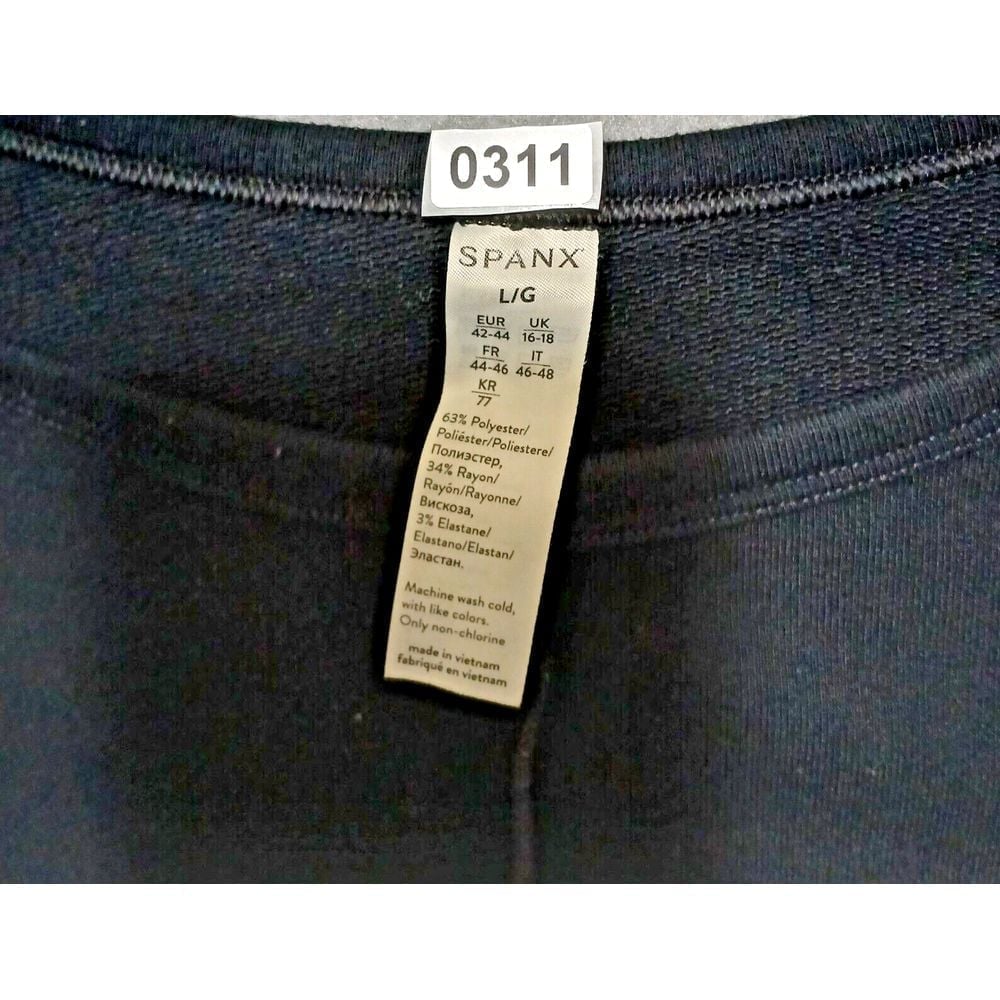 0311
SPANX
L/G
EUR UK
42-44 16-18
FR IT
44-46 46-48
KR
77
63% Polyester/
Poliéster/Poliestere/
Полиэстер,
34% Rayon/
Rayón/Rayonne/
Вискоза,
3% Elastane/
Elastano/Elastan/
Эластан.
Machine wash cold,
with like colors.
Only non-chlorine
made in vietnam
fabriqué en vietnam